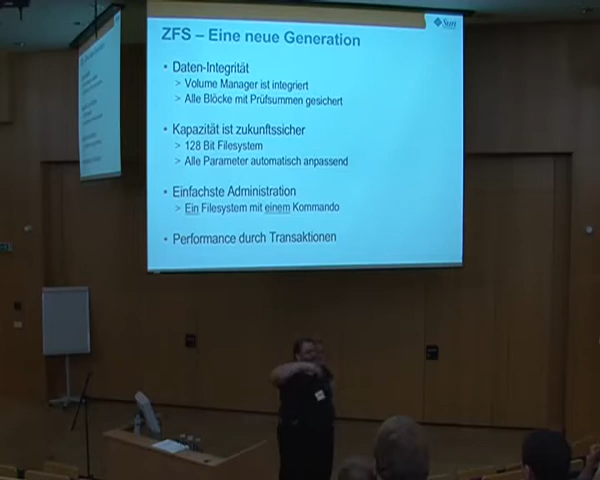 Sun
ZFS – Eine neue Generation
• Daten-Integrität
> Volume Manager ist integriert
> Alle Blöcke mit Prüfsummen gesichert
• Kapazität ist zukunftssicher
> 128 Bit Filesystem
> Alle Parameter automatisch anpassend
• Einfachste Administration
> Ein Filesystem mit einem Kommando
• Performance durch Transaktionen